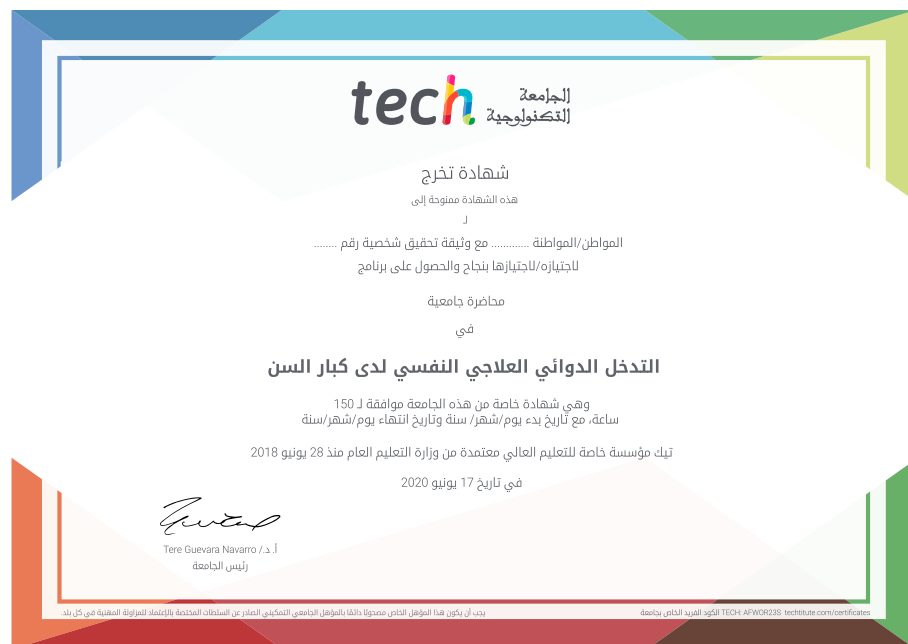 tech
الجامعة
التكنولوجية
شهادة تخرج
هذه الشهادة ممنوحة إلى
لـ
المواطن/المواطنة ............. مع وثيقة تحقيق شخصية رقم ........
لاجتيازه/لاجتيازها بنجاح والحصول على برنامج
محاضرة جامعية
في
التدخل الدوائي العلاجي النفسي لدى كبار السن
وهي شهادة خاصة من هذه الجامعة موافقة لـ 150
ساعة، مع تاريخ بدء يوم/شهر/ سنة وتاريخ انتهاء يوم/شهر/سنة
تيك مؤسسة خاصة للتعليم العالي معتمدة من وزارة التعليم العام منذ 28 يونيو 2018
في تاريخ 17 يونيو 2020
أ. د./ Tere Guevara Navarro
رئيس الجامعة
يجب أن يكون هذا المؤهل الخاص مصحوبًا دائمًا بالمؤهل الجامعي التمكيني الصادر عن السلطات المختصة بالإعتماد للمزاولة المهنية في كل بلد.
الكود الفريد الخاص بجامعة TECH: AFWOR23S techtitute.com/certificates